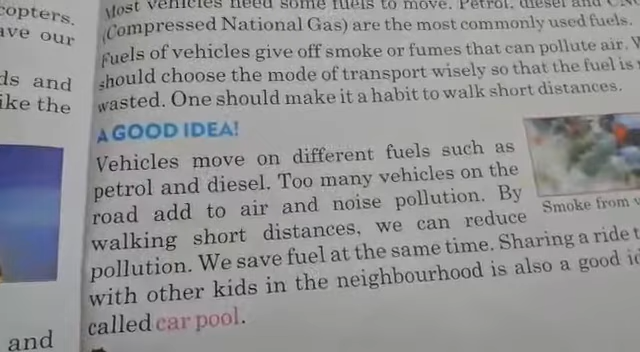 copters.
ave our
ds and
ike the
and
Most vehicles need some fuels to move. Petrol, diesel and
(Compressed National Gas) are the most commonly used fuels.
Fuels of vehicles give off smoke or fumes that can pollute air.
should choose the mode of transport wisely so that the fuel is
wasted. One should make it a habit to walk short distances.
A GOOD IDEA!
Vehicles move on different fuels such as
petrol and diesel. Too many vehicles on the
road add to air and noise pollution. By
walking short distances, we can reduce
pollution. We save fuel at the same time. Sharing a ride
with other kids in the neighbourhood is also a good
called car pool.
Smoke from